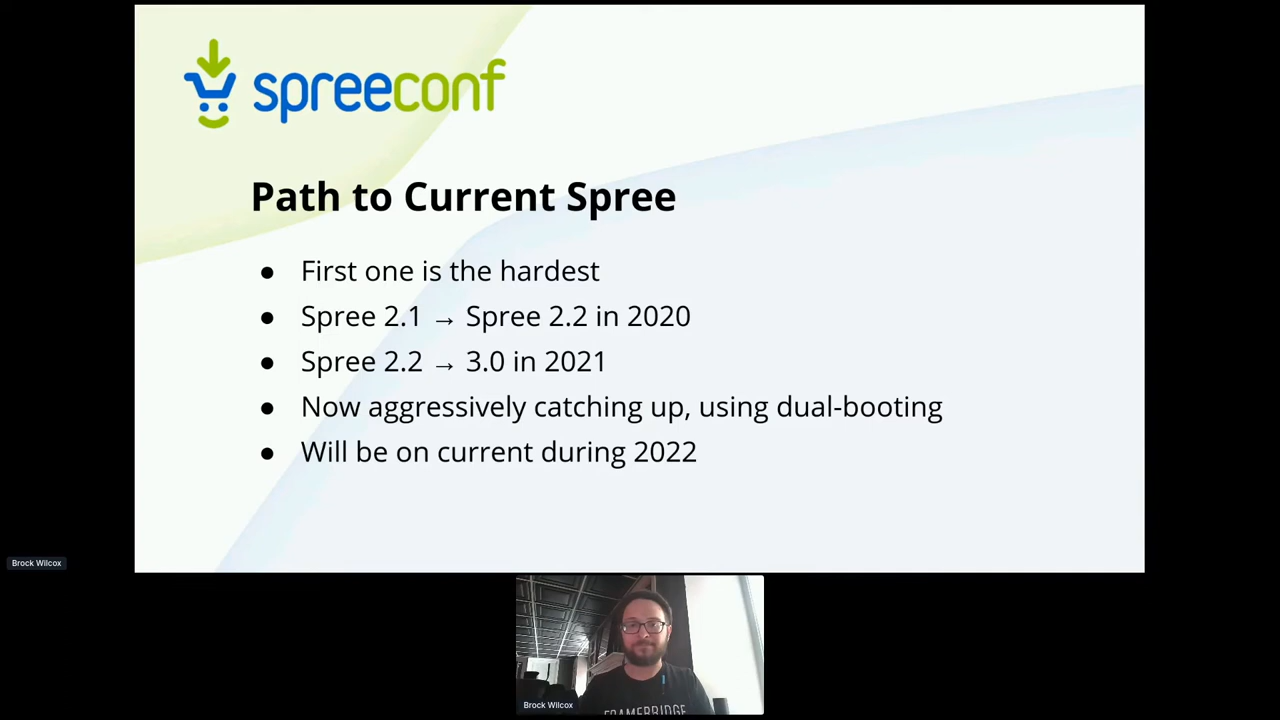 spreeconf
Path to Current Spree
● First one is the hardest
● Spree 2.1 → Spree 2.2 in 2020
● Spree 2.2 → 3.0 in 2021
● Now aggressively catching up, using dual-booting
● Will be on current during 2022
Brock Wilcox
FRAMEBRIDGE
Brock Wilcox